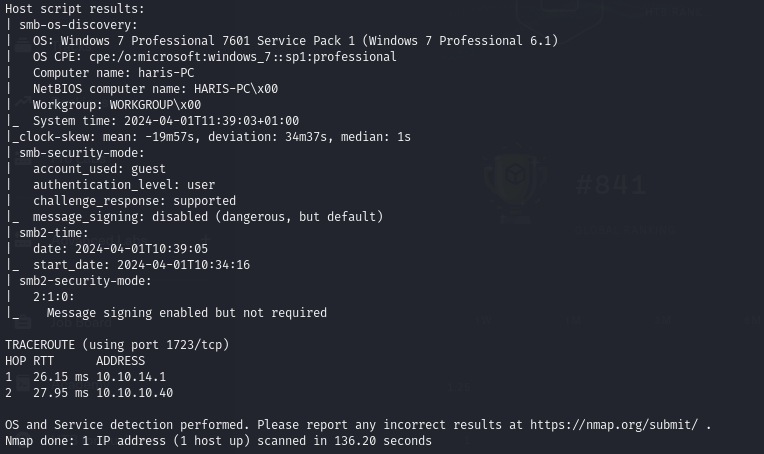 Host script results:
| smb-os-discovery:
|   OS: Windows 7 Professional 7601 Service Pack 1 (Windows 7 Professional 6.1)
|   OS CPE: cpe:/o:microsoft:windows_7::sp1:professional
|   Computer name: haris-PC
|   NetBIOS computer name: HARIS-PC\x00
|   Workgroup: WORKGROUP\x00
|_  System time: 2024-04-01T11:39:03+01:00
|_clock-skew: mean: -19m57s, deviation: 34m37s, median: 1s
| smb-security-mode:
|   account_used: guest
|   authentication_level: user
|   challenge_response: supported
|_  message_signing: disabled (dangerous, but default)
| smb2-time:
|   date: 2024-04-01T10:39:05
|_  start_date: 2024-04-01T10:34:16
| smb2-security-mode:
|   2:1:0:
|_    Message signing enabled but not required
#841
TRACEROUTE (using port 1723/tcp)
HOP RTT      ADDRESS
1   26.15 ms 10.10.14.1
2   27.95 ms 10.10.10.40
OS and Service detection performed. Please report any incorrect results at https://nmap.org/submit/ .
Nmap done: 1 IP address (1 host up) scanned in 136.20 seconds